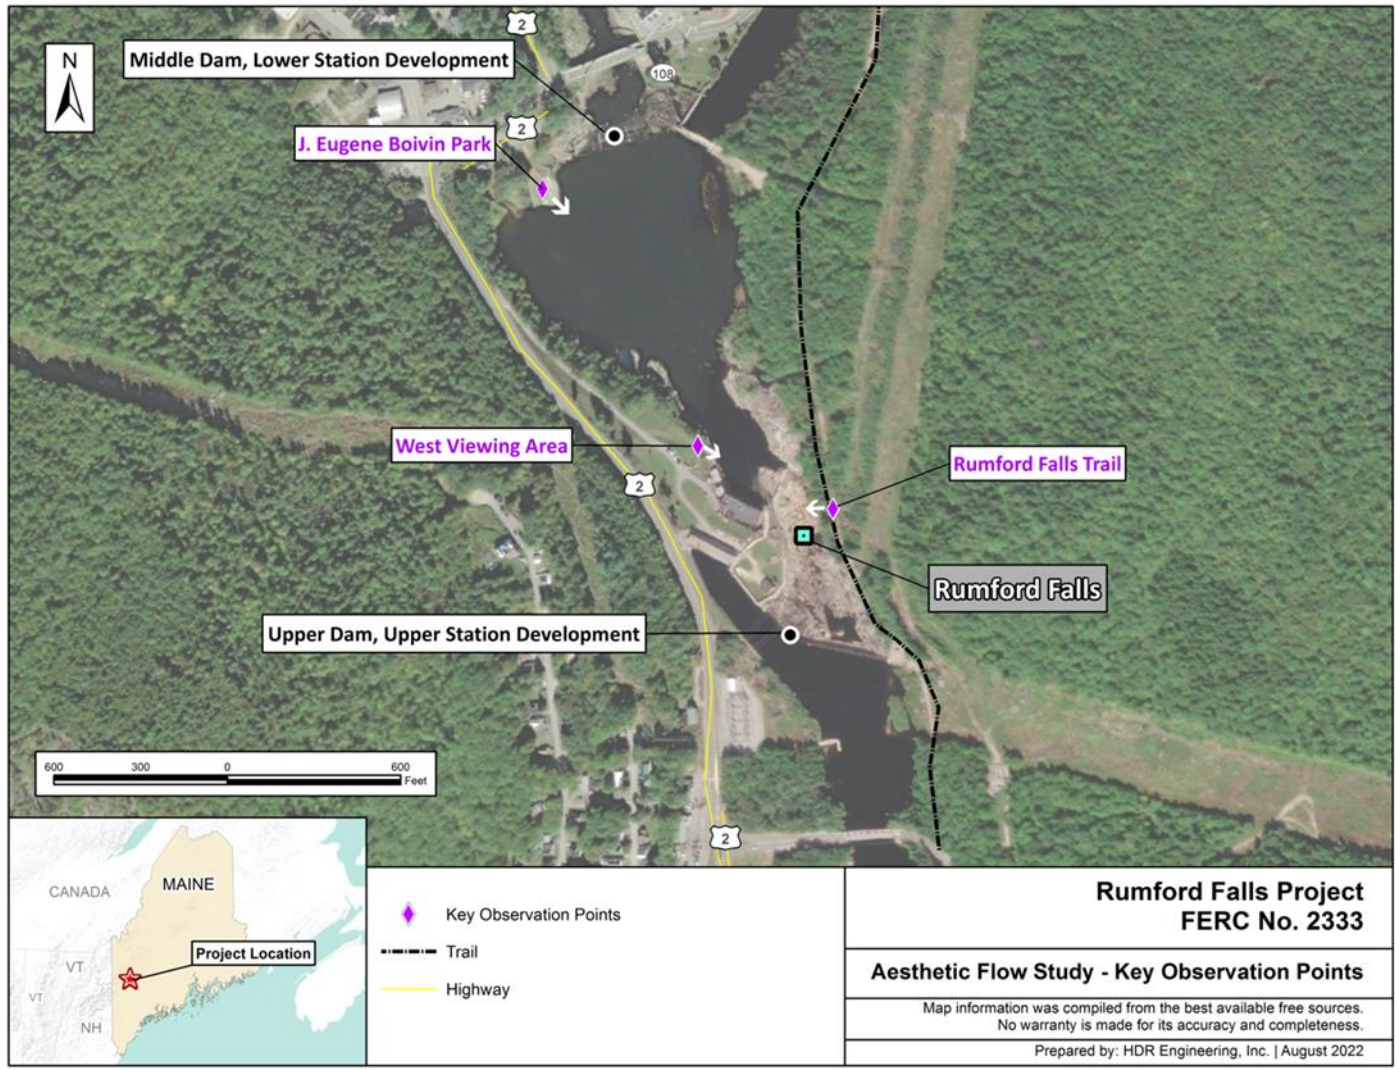 N
2
Middle Dam, Lower Station Development
108
2
J. Eugene Boivin Park
West Viewing Area
Rumford Falls Trail
2
Rumford Falls
Upper Dam, Upper Station Development
600 300 0 600
Feet
2
CANADA
MAINE
Project Location
VT
VT
NH
Key Observation Points
Trail
Highway
Rumford Falls Project
FERC No. 2333
Aesthetic Flow Study - Key Observation Points
Map information was compiled from the best available free sources.
No warranty is made for its accuracy and completeness.
Prepared by: HDR Engineering, Inc. | August 2022